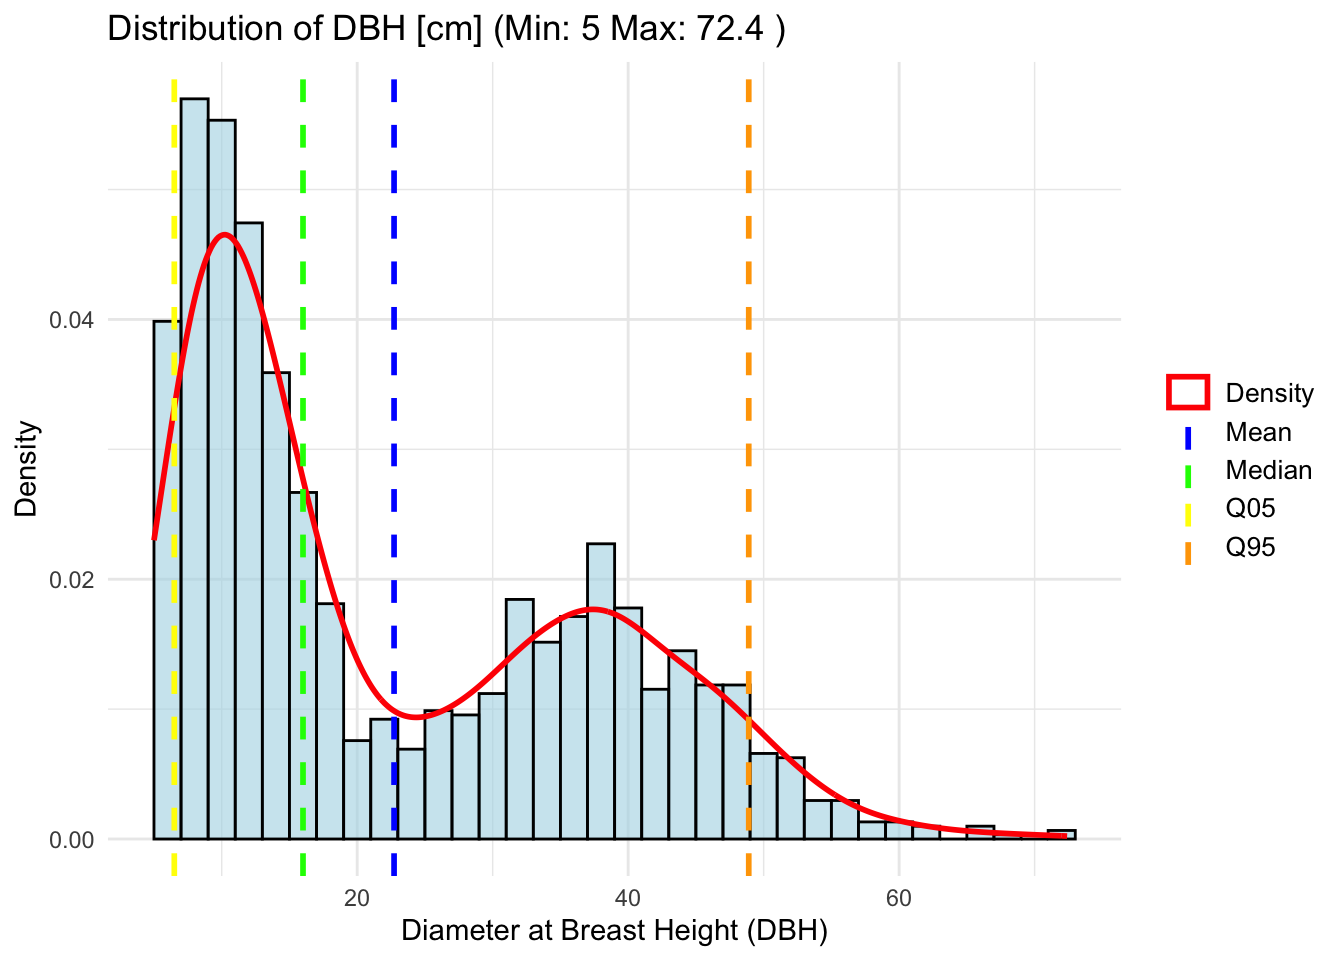 Distribution of DBH [cm] (Min: 5 Max: 72.4 )
Density
0.04
0.02
0.00
20
40
60
Diameter at Breast Height (DBH)
Density
Mean
Median
Q05
Q95